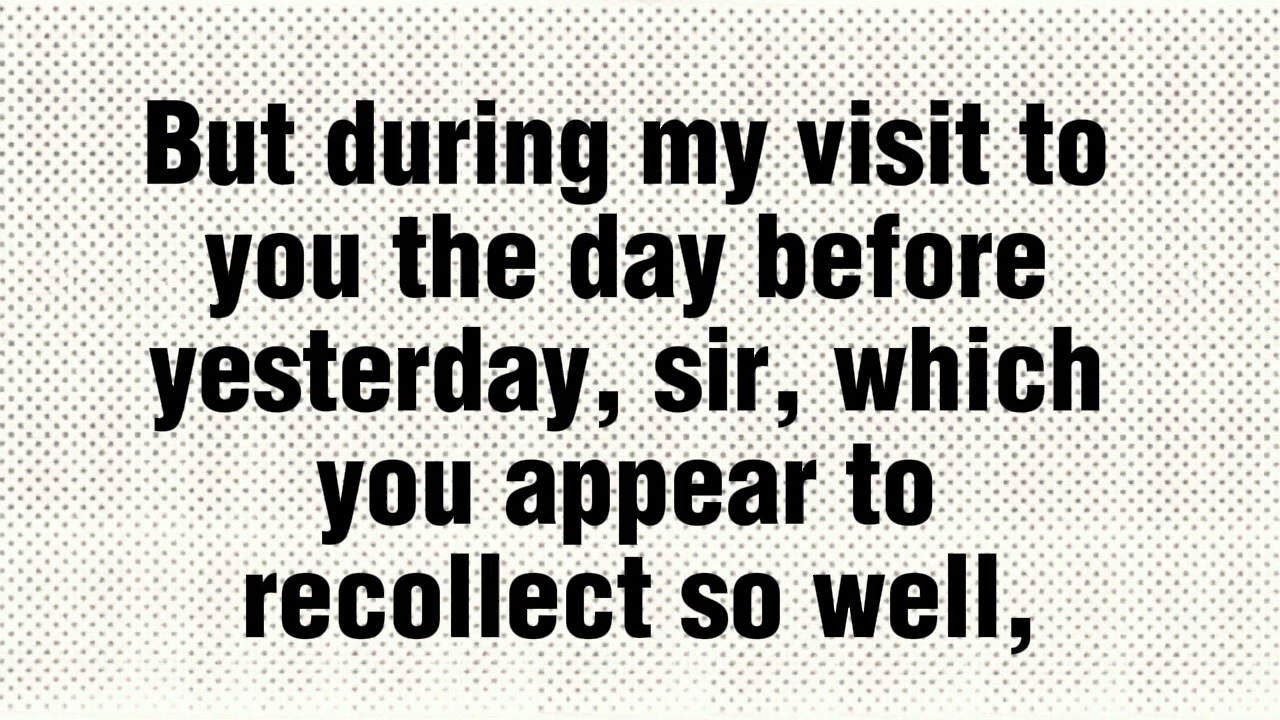 But during my visit to
you the day before
yesterday, sir, which
you appear to
recollect so well,